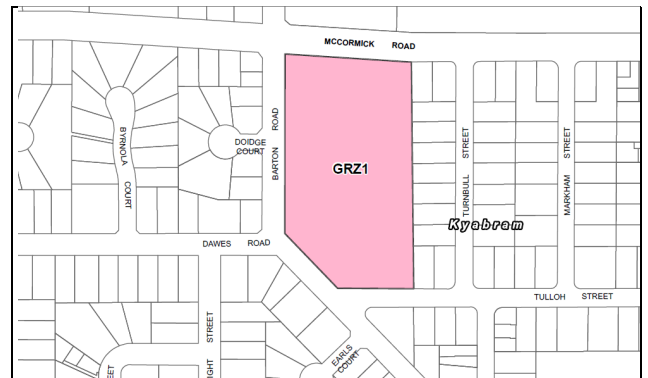 MCCORMICK ROAD
BARTON ROAD
DOIDGE
COURT
BYRNOLA COURT
GRZ1
TURNBULL STREET
MARKHAM STREET
Kyabram
DAWES ROAD
TULLOH STREET
STREET
EARLS
COURT